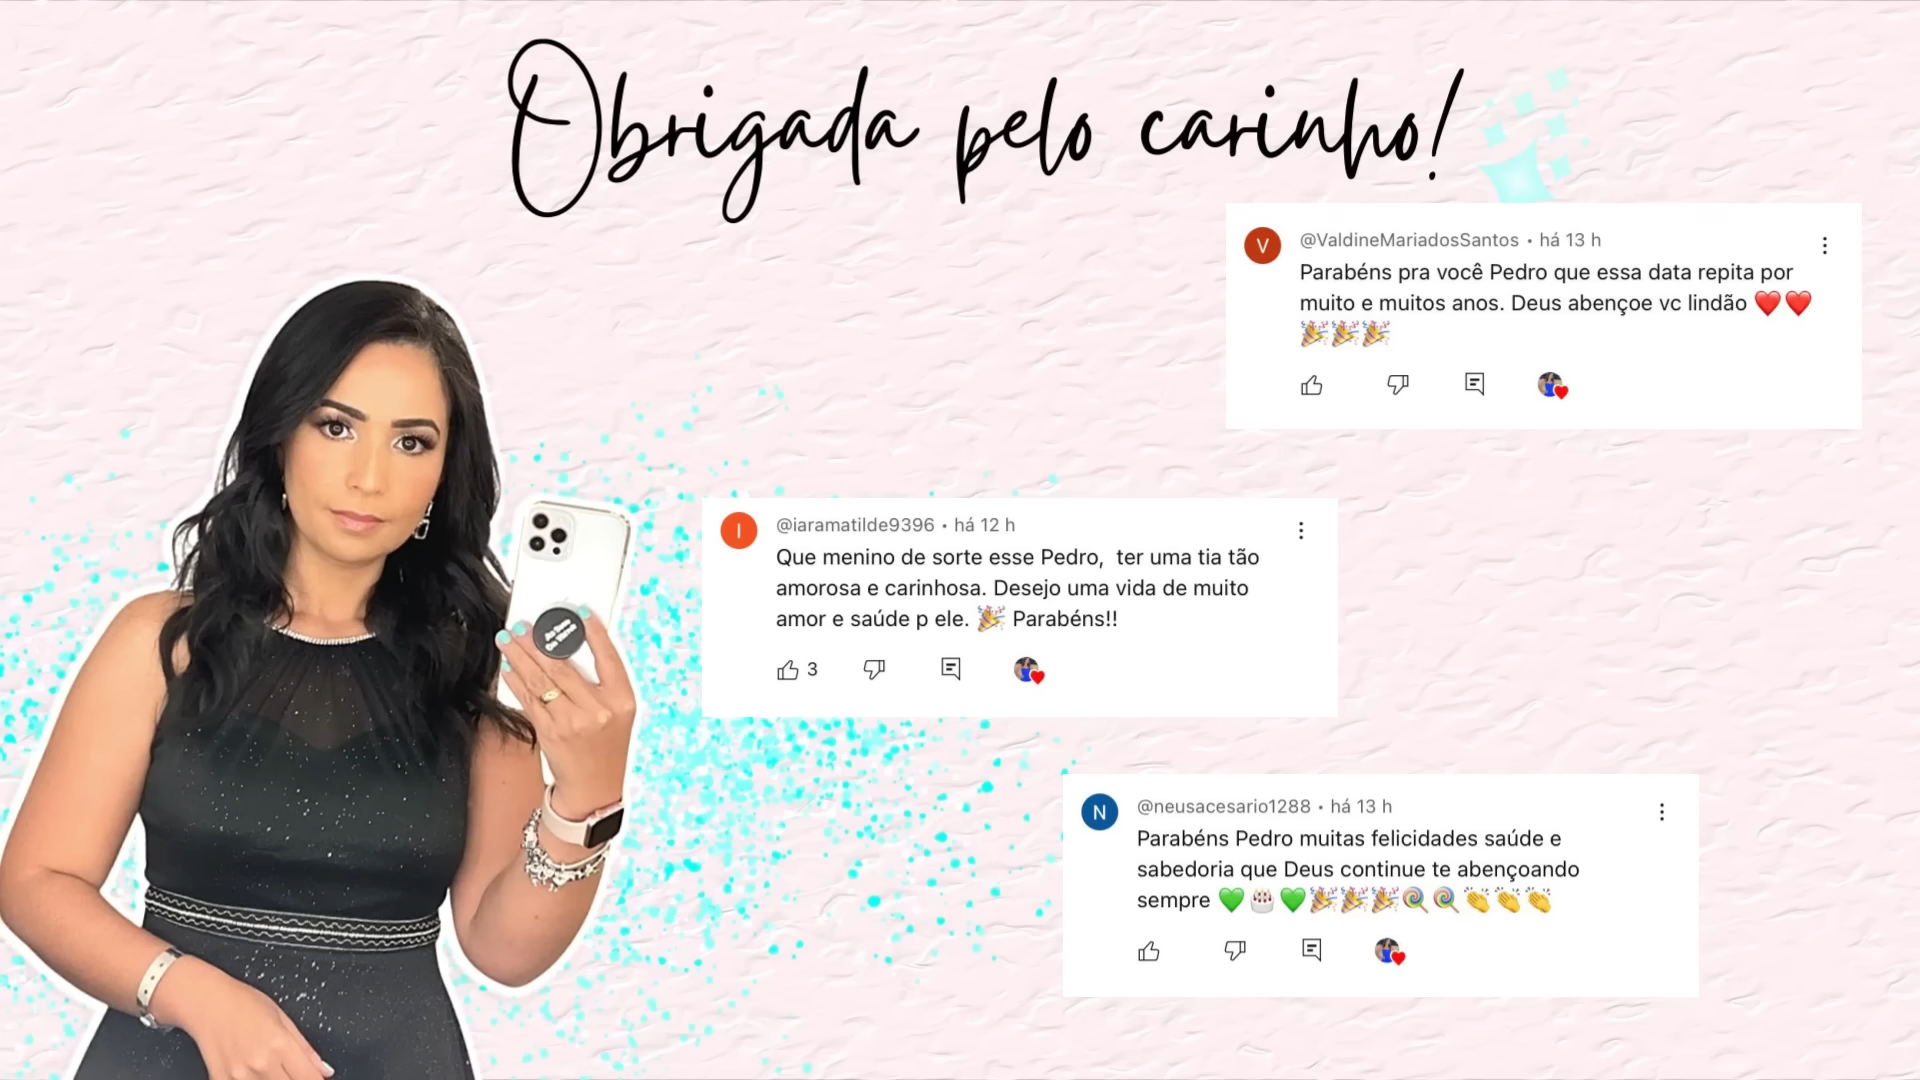 Obrigada pelo carinho!
V
@ValdineMariadosSantos • há 13 h
Parabéns pra você Pedro que essa data repita por
muito e muitos anos. Deus abençoe vc lindão ❤️❤️
🎉🎉🎉
I
@iaramatilde9396 • há 12 h
Que menino de sorte esse Pedro,  ter uma tia tão
amorosa e carinhosa. Desejo uma vida de muito
amor e saúde p ele. 🎉 Parabéns!!
3
N
@neusacesario1288 • há 13 h
Parabéns Pedro muitas felicidades saúde e
sabedoria que Deus continue te abençoando
sempre 💚🎂💚🎉🎉🎉🍭🍭👏👏👏